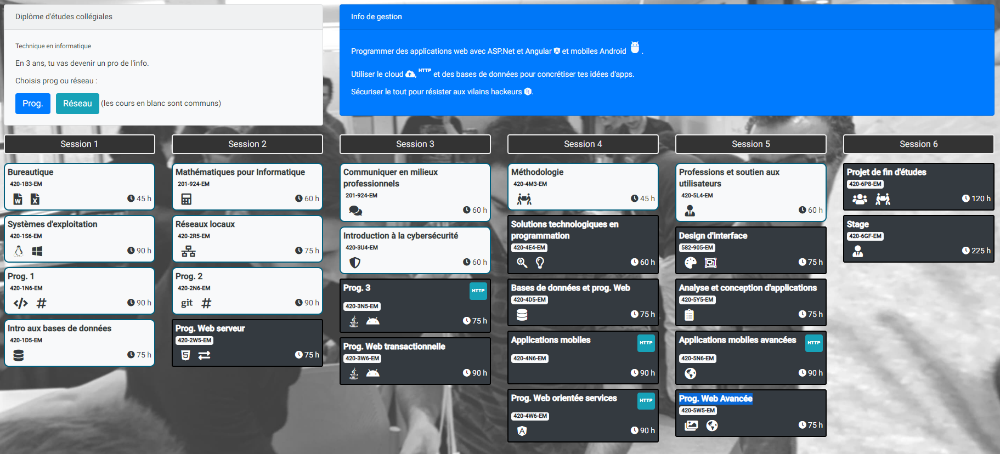 Diplôme d'études collégiales
Technique en informatique
En 3 ans, tu vas devenir un pro de l'info.
Choisis prog ou réseau :
Prog. Réseau (les cours en blanc sont communs)
Info de gestion
Programmer des applications web avec ASP.Net et Angular et mobiles Android .
Utiliser le cloud , HTTP et des bases de données pour concrétiser tes idées d'apps.
Sécuriser le tout pour résister aux vilains hackeurs .
Session 1
Bureautique
420-1B3-EM
45 h
Systèmes d'exploitation
420-1S6-EM
90 h
Prog. 1
420-1N6-EM
90 h
Intro aux bases de données
420-1D5-EM
75 h
Session 2
Mathématiques pour Informatique
201-924-EM
60 h
Réseaux locaux
420-2R5-EM
75 h
Prog. 2
420-2N6-EM
git 90 h
Prog. Web serveur
420-2W5-EM
75 h
Session 3
Communiquer en milieux
professionnels
201-924-EM
60 h
Introduction à la cybersécurité
420-3U4-EM
60 h
Prog. 3 HTTP
420-3N5-EM
75 h
Prog. Web transactionnelle
420-3W6-EM
90 h
Session 4
Méthodologie
420-4M3-EM
45 h
Solutions technologiques en
programmation
420-4E4-EM
60 h
Bases de données et prog. Web
420-4D5-EM
75 h
Applications mobiles HTTP
420-4N6-EM
90 h
Prog. Web orientée services HTTP
420-4W6-EM
90 h
Session 5
Professions et soutien aux
utilisateurs
420-5L4-EM
60 h
Design d'interface
582-905-EM
75 h
Analyse et conception d'applications
420-5Y5-EM
75 h
Applications mobiles avancées HTTP
420-5N6-EM
90 h
Prog. Web Avancée
420-5W5-EM
75 h
Session 6
Projet de fin d'études
420-6P8-EM
120 h
Stage
420-6GF-EM
225 h